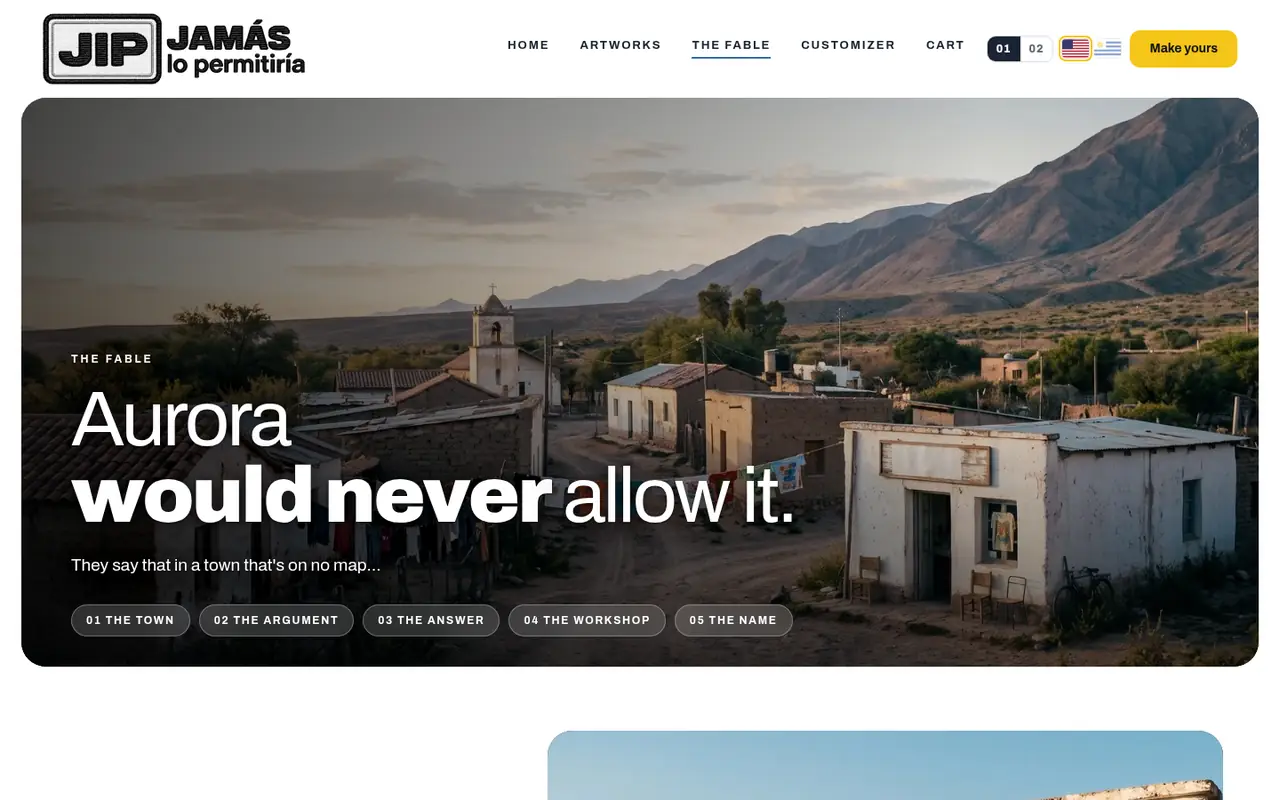 JIP JAMÁS
lo permitiría
HOME
ARTWORKS
THE FABLE
CUSTOMIZER
CART
01
02
Make yours
THE FABLE
Aurora
would never allow it.
They say that in a town that's on no map...
01 THE TOWN
02 THE ARGUMENT
03 THE ANSWER
04 THE WORKSHOP
05 THE NAME